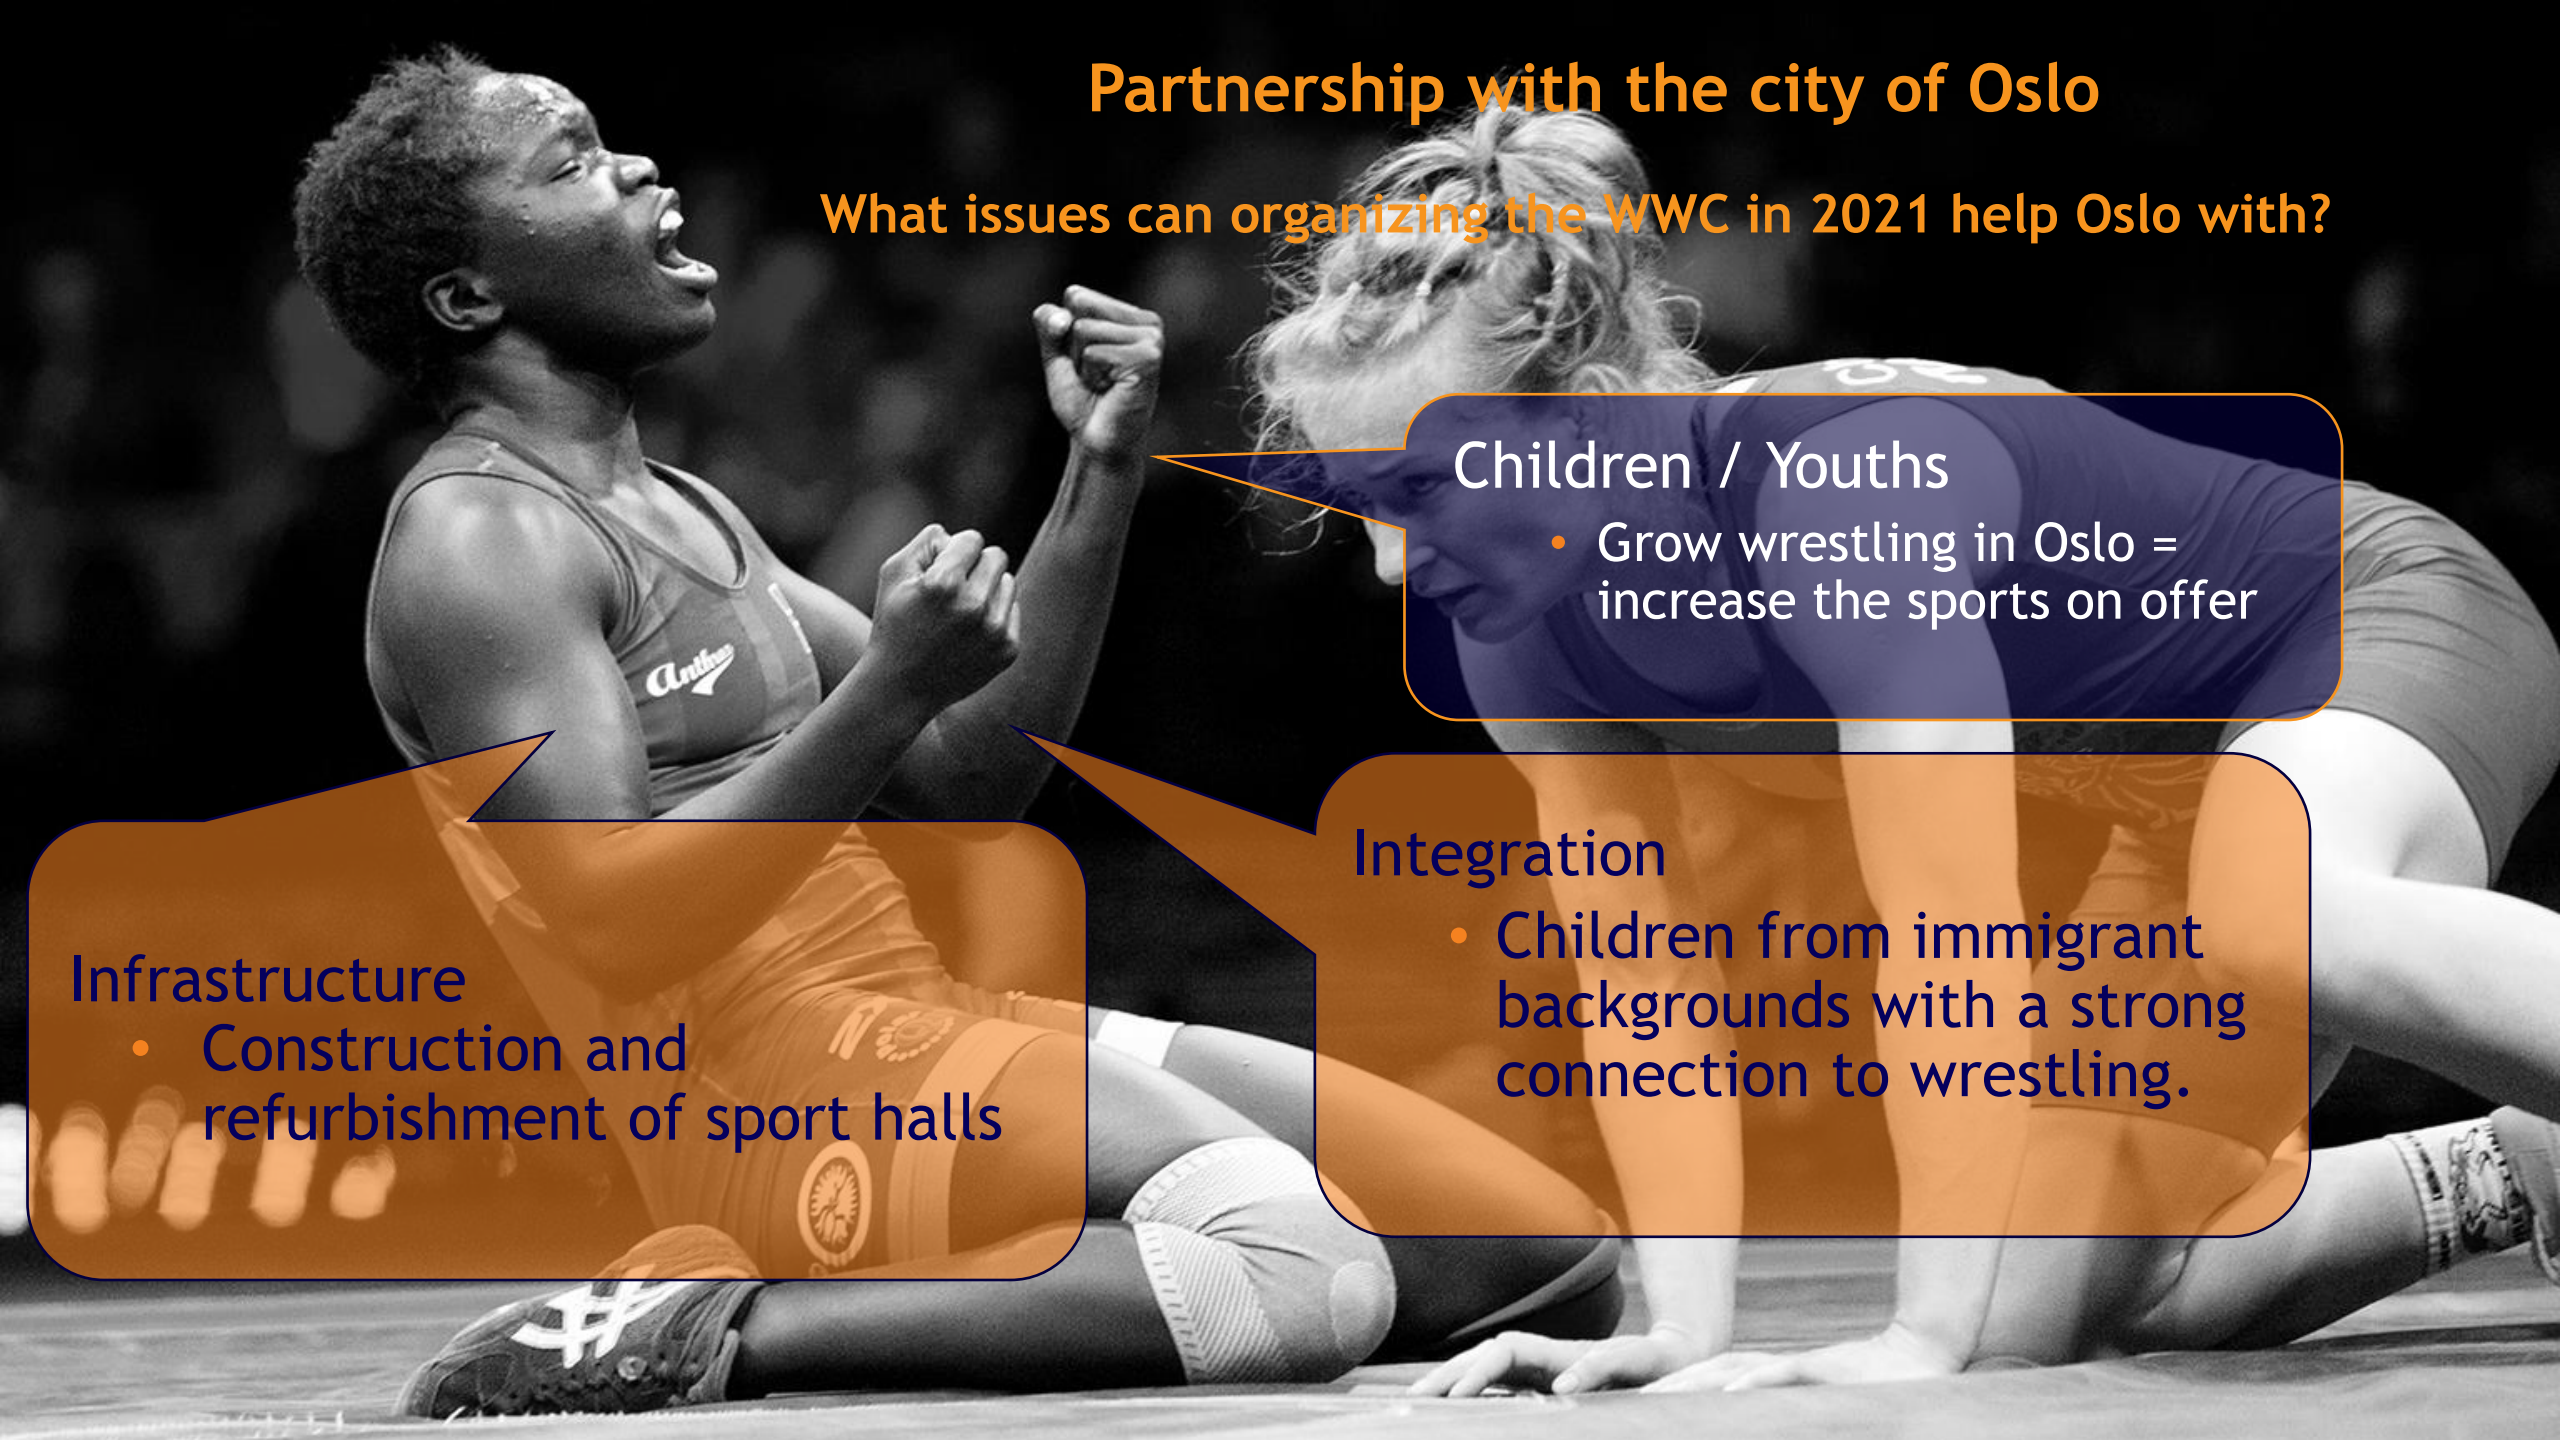 Partnership with the city of Oslo
What issues can organizing the WWC in 2021 help Oslo with?
Children / Youths
• Grow wrestling in Oslo =
increase the sports on offer
Integration
• Children from immigrant
backgrounds with a strong
connection to wrestling.
Infrastructure
• Construction and
refurbishment of sport halls